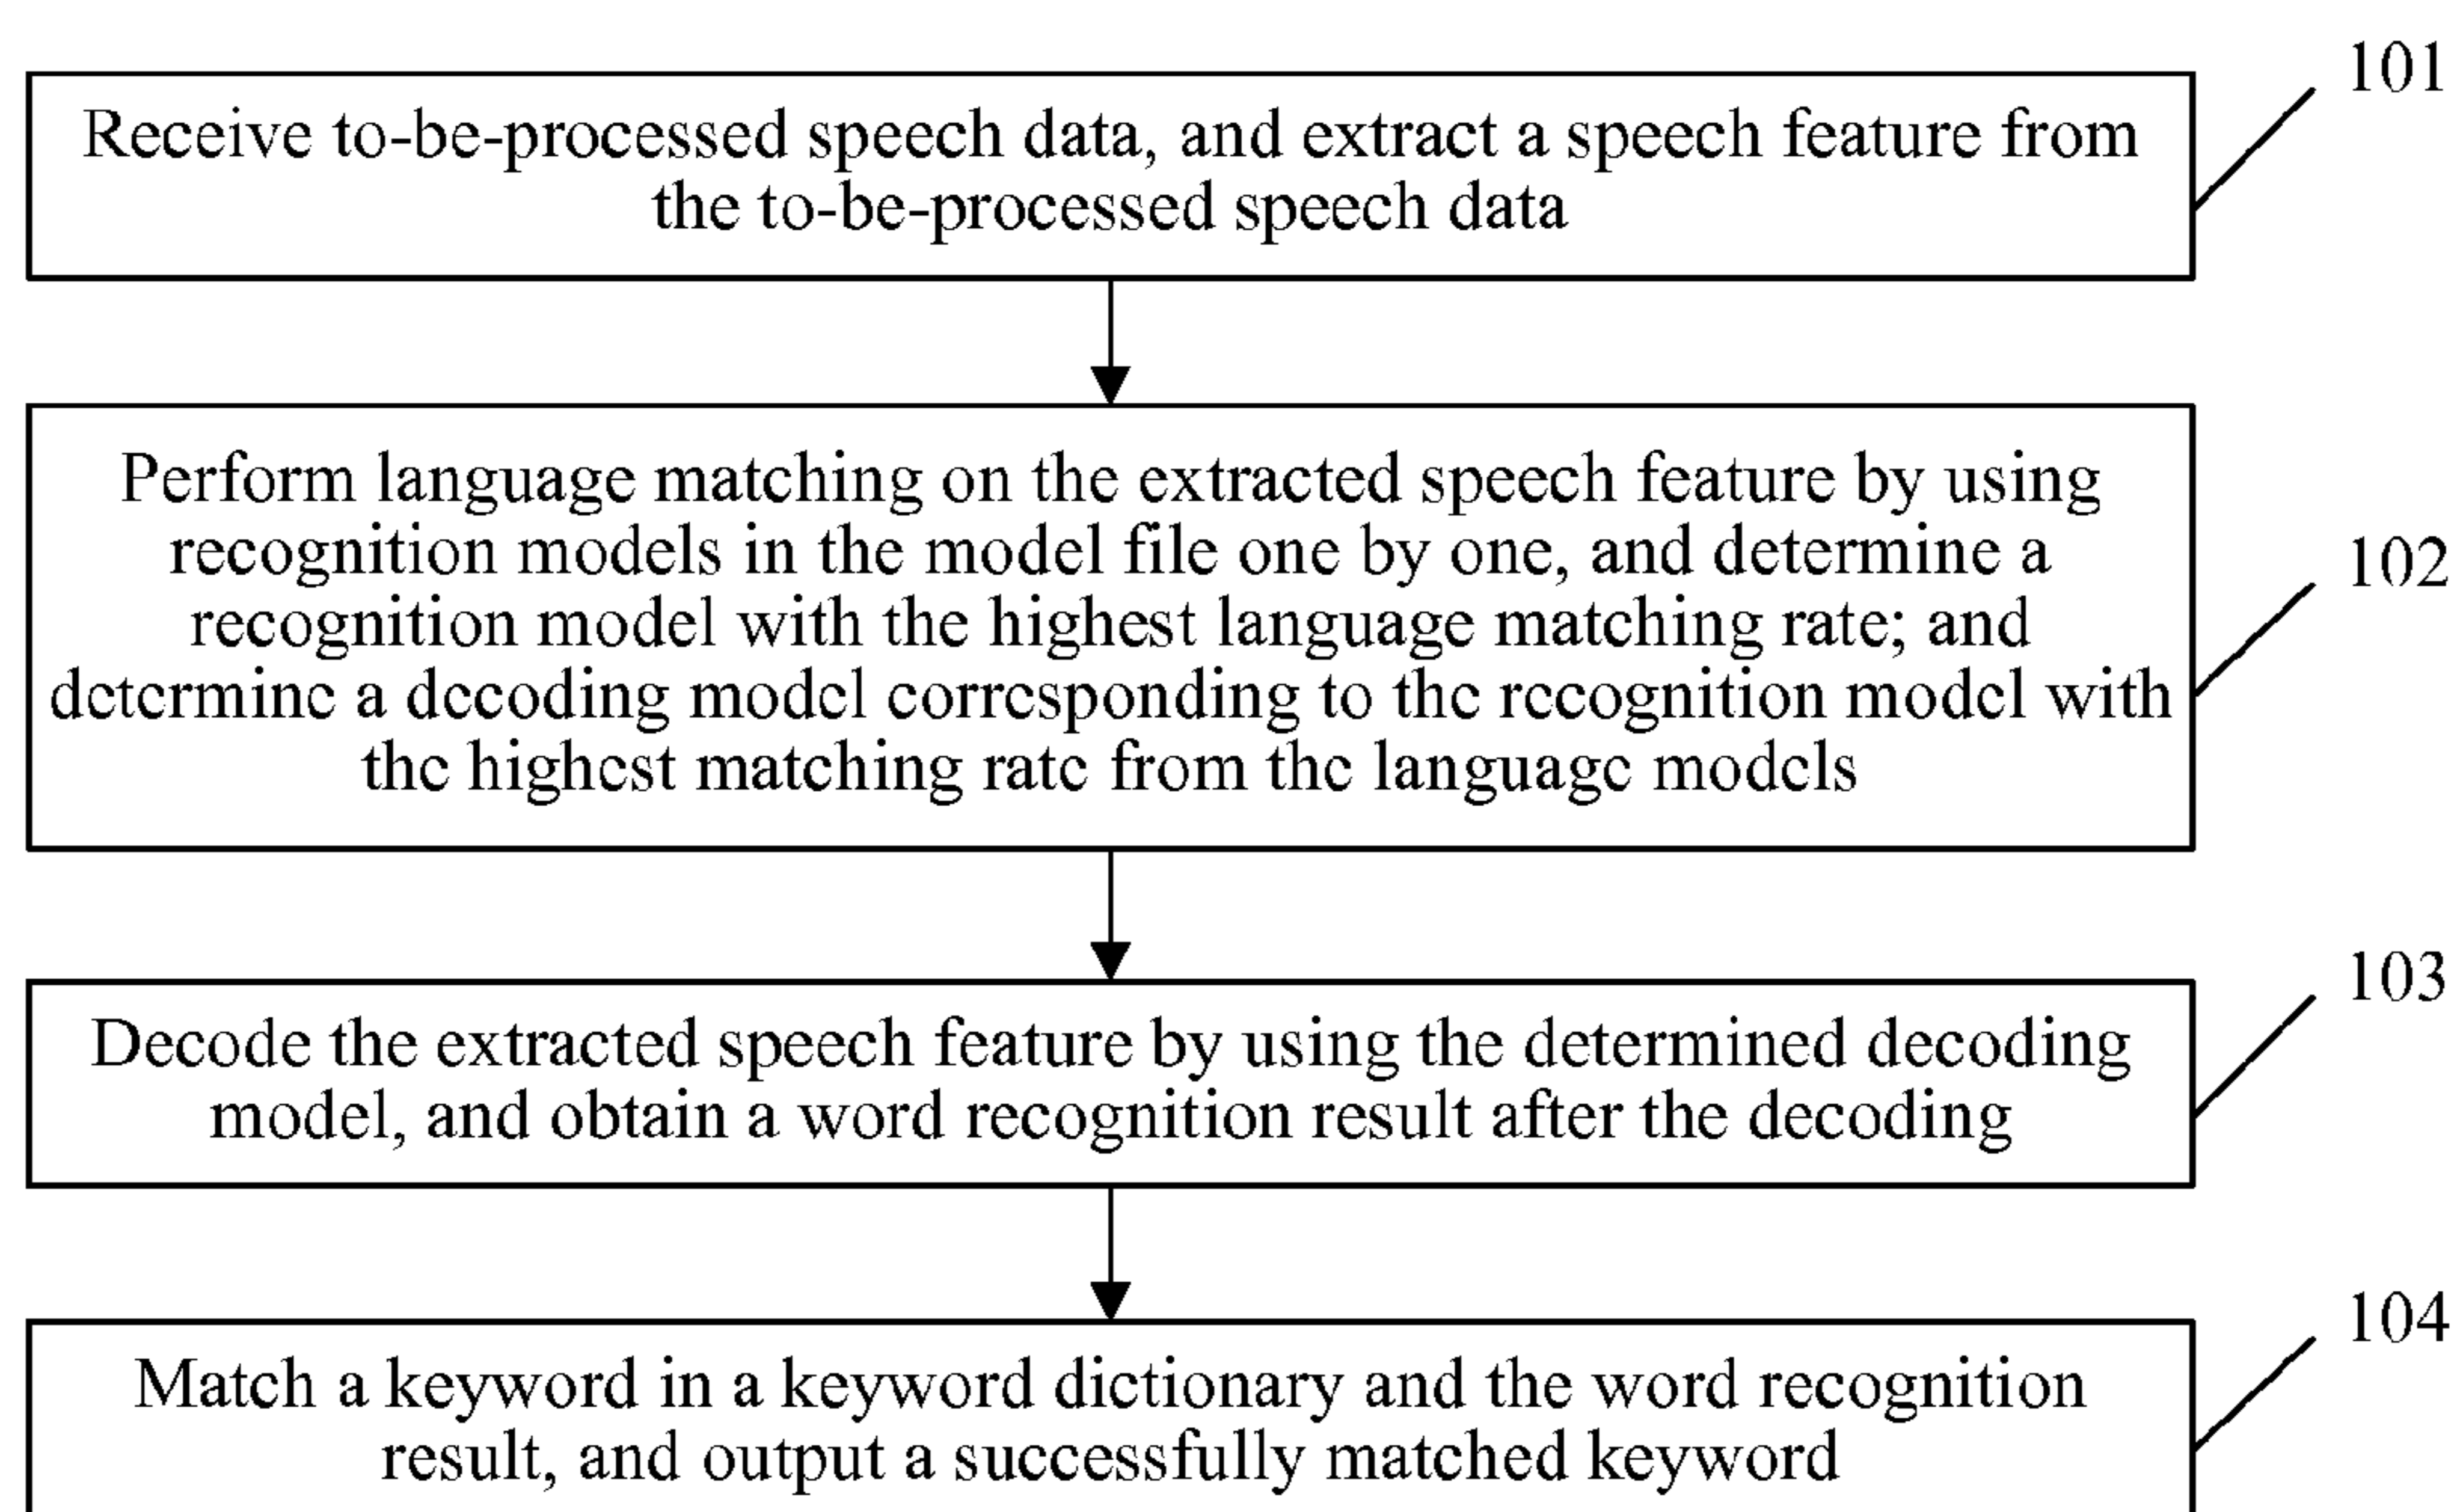 101
Receive to-be-processed speech data, and extract a speech feature from
the to-be-processed speech data
Perform language matching on the extracted speech feature by using
recognition models in the model file one by one, and determine a
102
recognition model with the highest language matching rate; and
determine a decoding model corresponding to the recognition model with
the highest matching rate from the language models
103
Decode the extracted speech feature by using the determined decoding
model, and obtain a word recognition result after the decoding
104
Match a keyword in a keyword dictionary and the word recognition
result, and output a successfully matched keyword